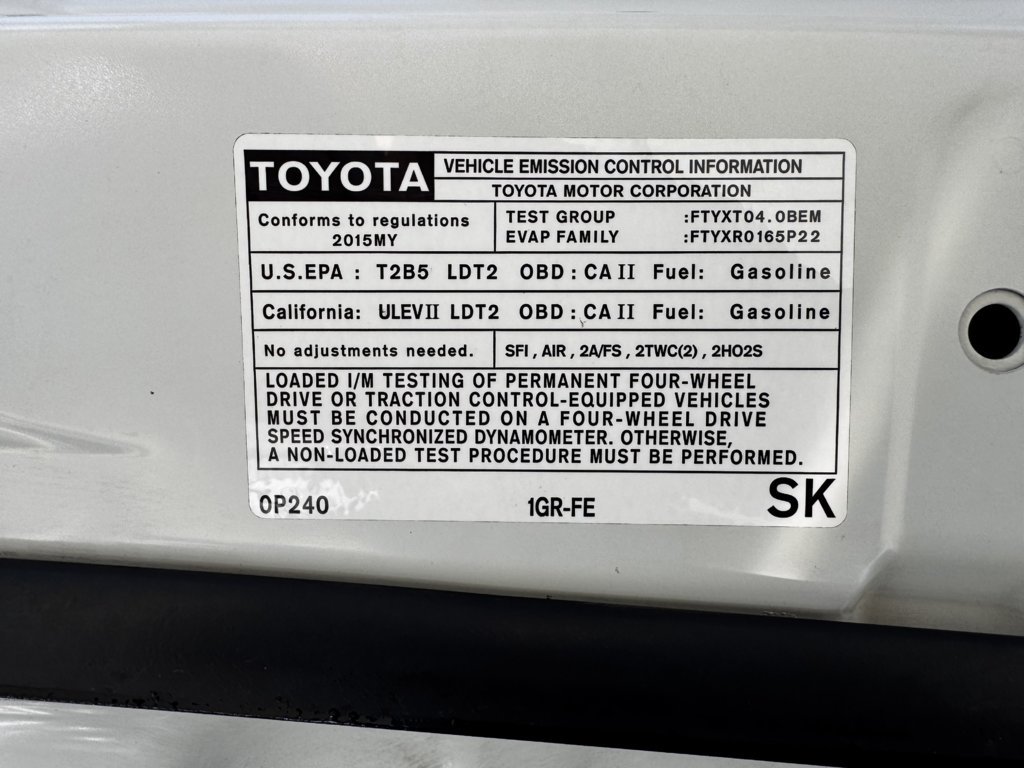 TOYOTA VEHICLE EMISSION CONTROL INFORMATION
TOYOTA MOTOR CORPORATION
Conforms to regulations
2015MY
TEST GROUP :FTYXT04.0BEM
EVAP FAMILY :FTYXR0165P22
U.S.EPA : T2B5 LDT2 OBD : CA II Fuel: Gasoline
California: ULEV II LDT2 OBD : CA II Fuel: Gasoline
No adjustments needed. SFI , AIR , 2A/FS , 2TWC(2) , 2HO2S
LOADED I/M TESTING OF PERMANENT FOUR-WHEEL
DRIVE OR TRACTION CONTROL-EQUIPPED VEHICLES
MUST BE CONDUCTED ON A FOUR-WHEEL DRIVE
SPEED SYNCHRONIZED DYNAMOMETER. OTHERWISE,
A NON-LOADED TEST PROCEDURE MUST BE PERFORMED.
0P240 1GR-FE SK